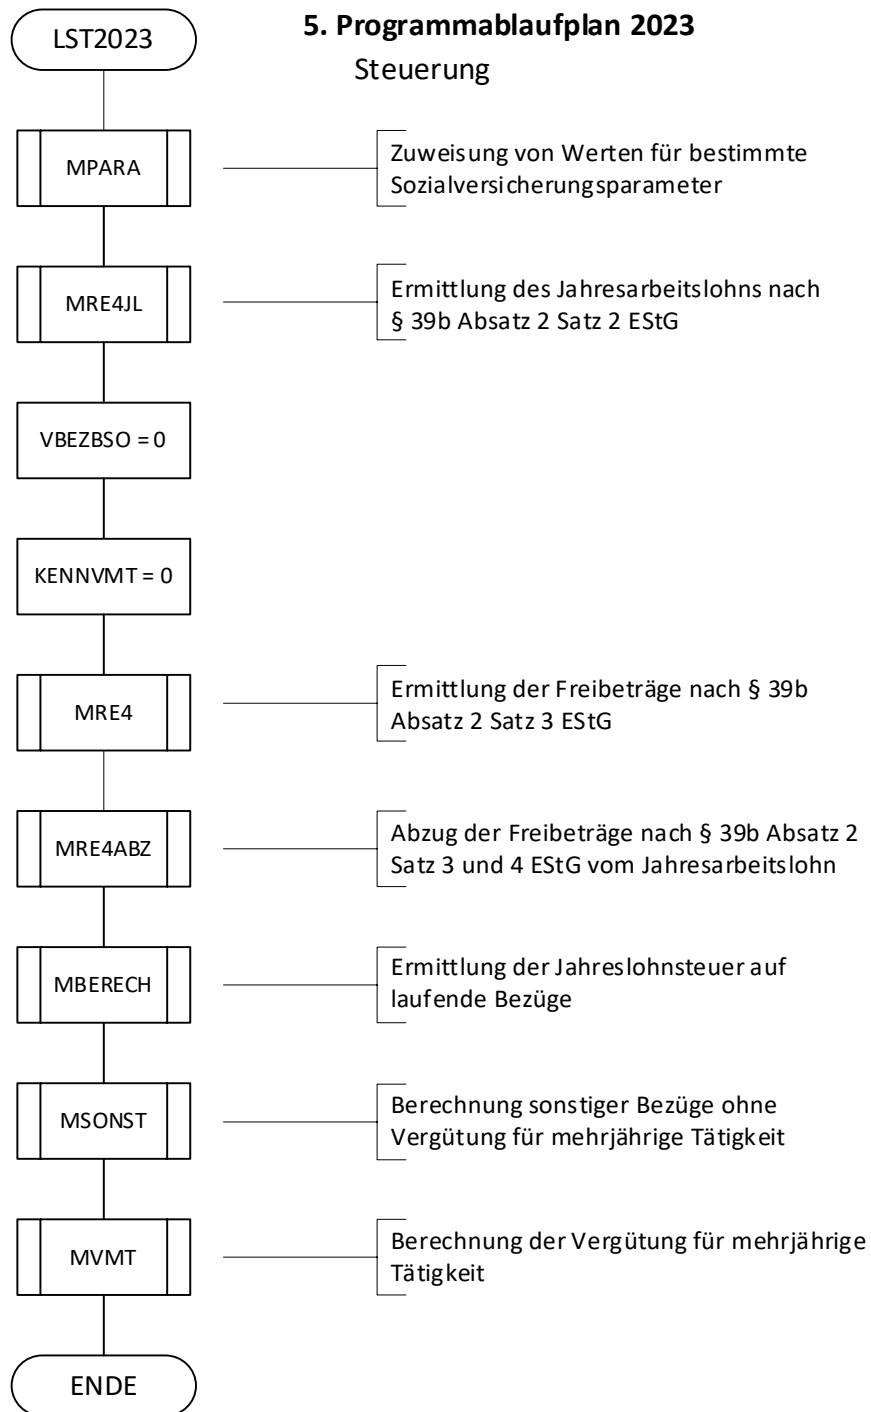 5. Programmablaufplan 2023
Steuerung
LST2023
MPARA
Zuweisung von Werten für bestimmte
Sozialversicherungsparameter
MRE4JL
Ermittlung des Jahresarbeitslohns nach
§ 39b Absatz 2 Satz 2 EStG
VBEZBSO = 0
KENNVMT = 0
MRE4
Ermittlung der Freibeträge nach § 39b
Absatz 2 Satz 3 EStG
MRE4ABZ
Abzug der Freibeträge nach § 39b Absatz 2
Satz 3 und 4 EStG vom Jahresarbeitslohn
MBERECH
Ermittlung der Jahreslohnsteuer auf
laufende Bezüge
MSONST
Berechnung sonstiger Bezüge ohne
Vergütung für mehrjährige Tätigkeit
MVMT
Berechnung der Vergütung für mehrjährige
Tätigkeit
ENDE